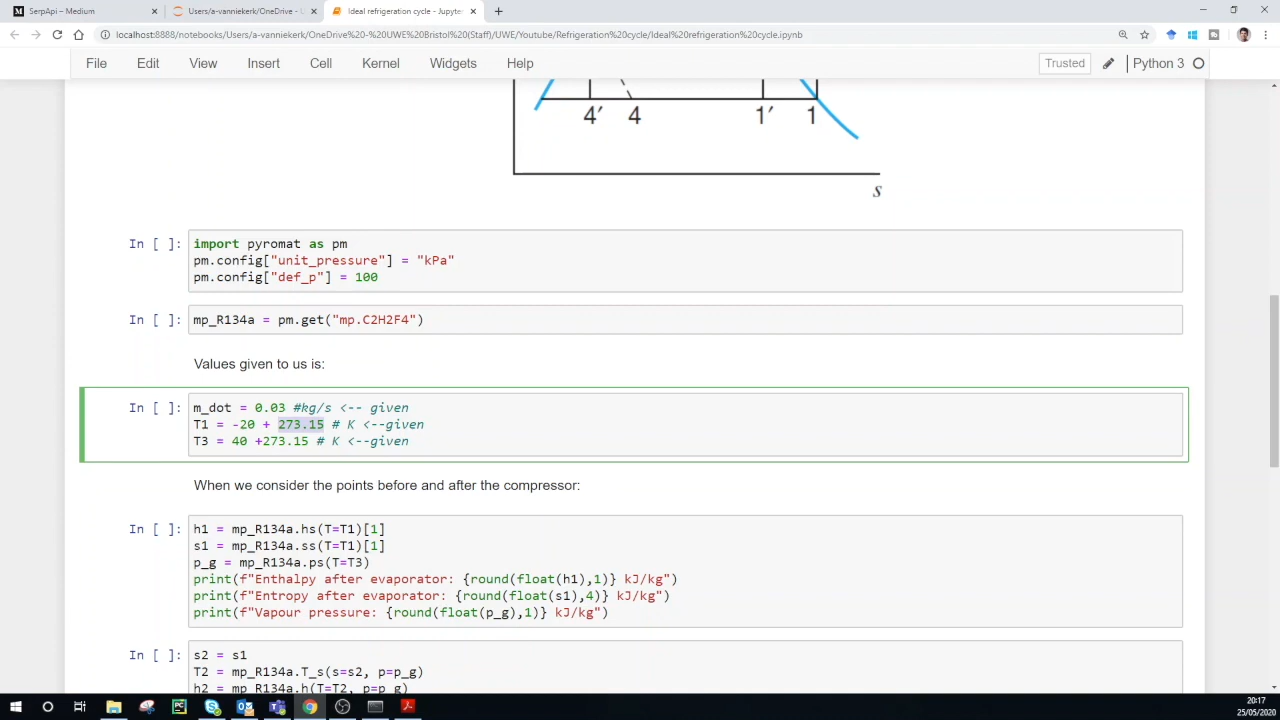 SerpApi – Medium
Users/a-vanniekerk/OneDrive - U
Ideal refrigeration cycle - Jupyter
localhost:8888/notebooks/Users/a-vanniekerk/OneDrive%20-%20UWE%20Bristol%20(Staff)/UWE/Youtube/Refrigeration%20cycle/Ideal%20refrigeration%20cycle.ipynb
File Edit View Insert Cell Kernel Widgets Help
Trusted
Python 3
4′ 4 1′ 1
s
In [ ]: import pyromat as pm
pm.config["unit_pressure"] = "kPa"
pm.config["def_p"] = 100
In [ ]: mp_R134a = pm.get("mp.C2H2F4")
Values given to us is:
In [ ]: m_dot = 0.03 #kg/s <-- given
T1 = -20 + 273.15 # K <--given
T3 = 40 +273.15 # K <--given
When we consider the points before and after the compressor:
In [ ]: h1 = mp_R134a.hs(T=T1)[1]
s1 = mp_R134a.ss(T=T1)[1]
p_g = mp_R134a.ps(T=T3)
print(f"Enthalpy after evaporator: {round(float(h1),1)} kJ/kg")
print(f"Entropy after evaporator: {round(float(s1),4)} kJ/kg")
print(f"Vapour pressure: {round(float(p_g),1)} kJ/kg")
In [ ]: s2 = s1
T2 = mp_R134a.T_s(s=s2, p=p_g)
h2 = mp_R134a.h(T=T2, p=p_g)
20:17
25/05/2020